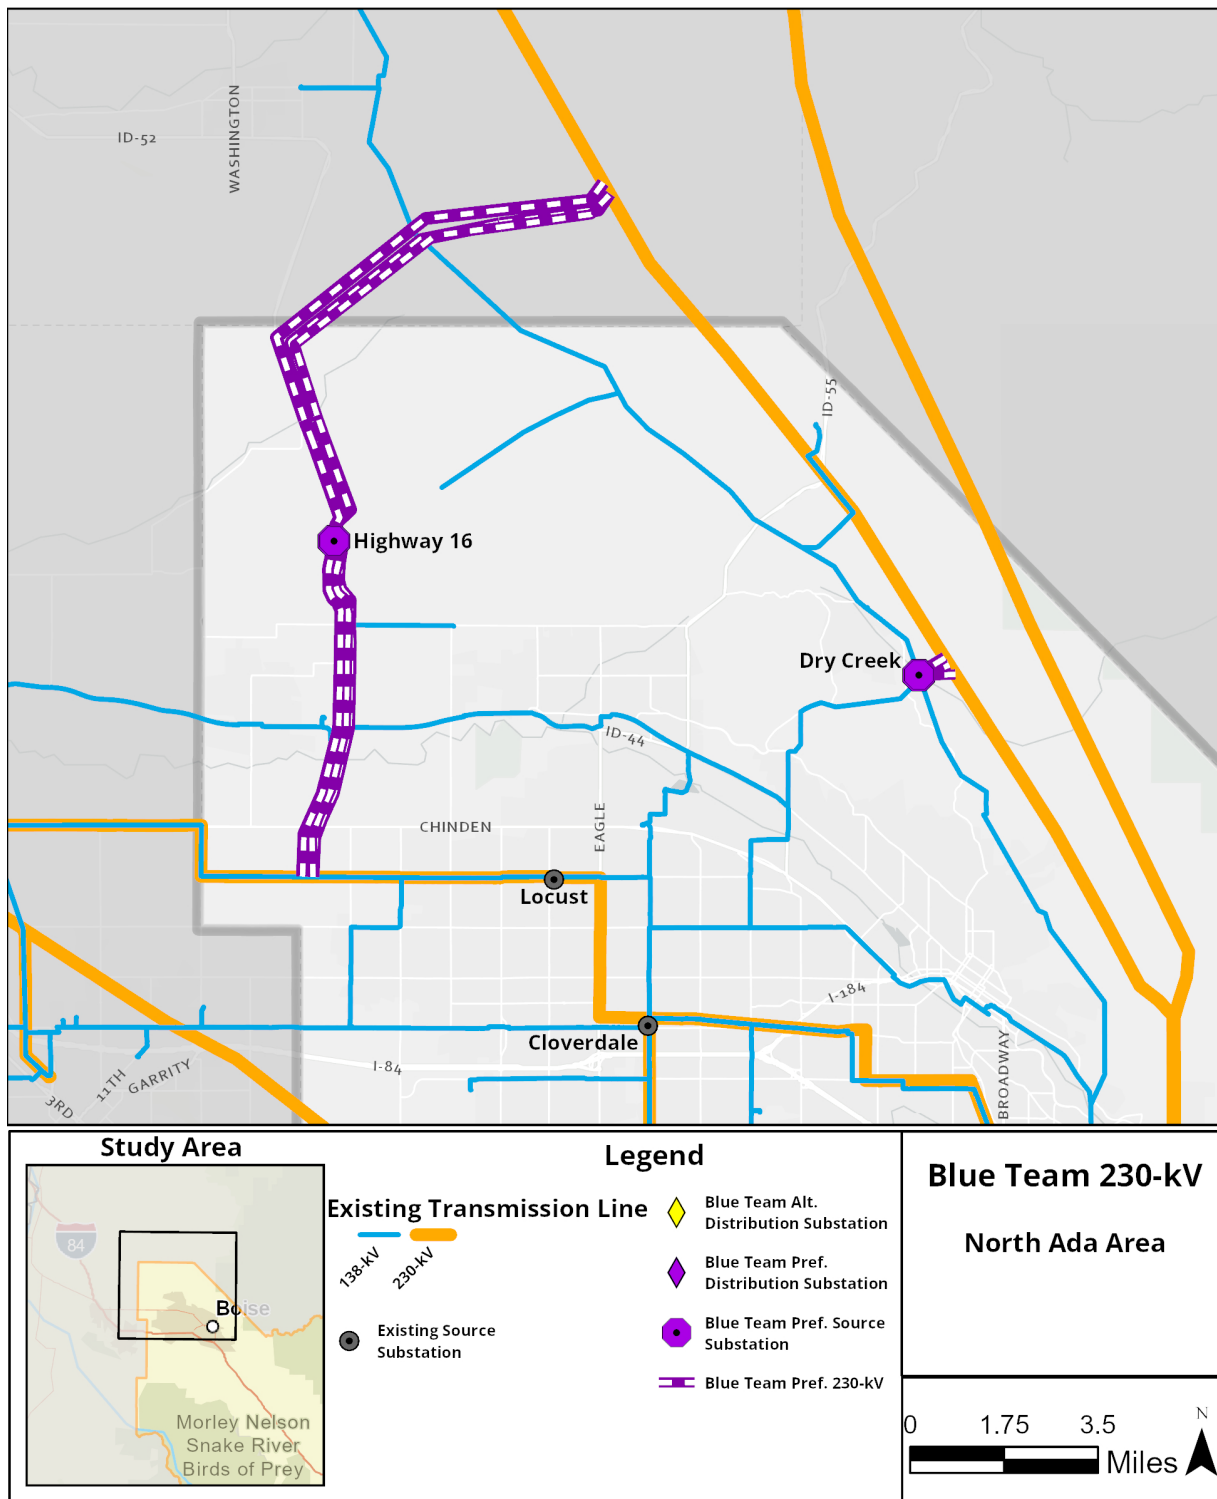 WASHINGTON
ID-52
ID-55
Highway 16
Dry Creek
ID-44
CHINDEN
EAGLE
Locust
I-184
Cloverdale
BROADWAY
I-84
11TH
GARRITY
3RD
Study Area
84
Boise
Morley Nelson
Snake River
Birds of Prey
Legend
Existing Transmission Line
138-kV
230-kV
Existing Source
Substation
Blue Team Alt.
Distribution Substation
Blue Team Pref.
Distribution Substation
Blue Team Pref. Source
Substation
Blue Team Pref. 230-kV
Blue Team 230-kV
North Ada Area
0 1.75 3.5
Miles
N